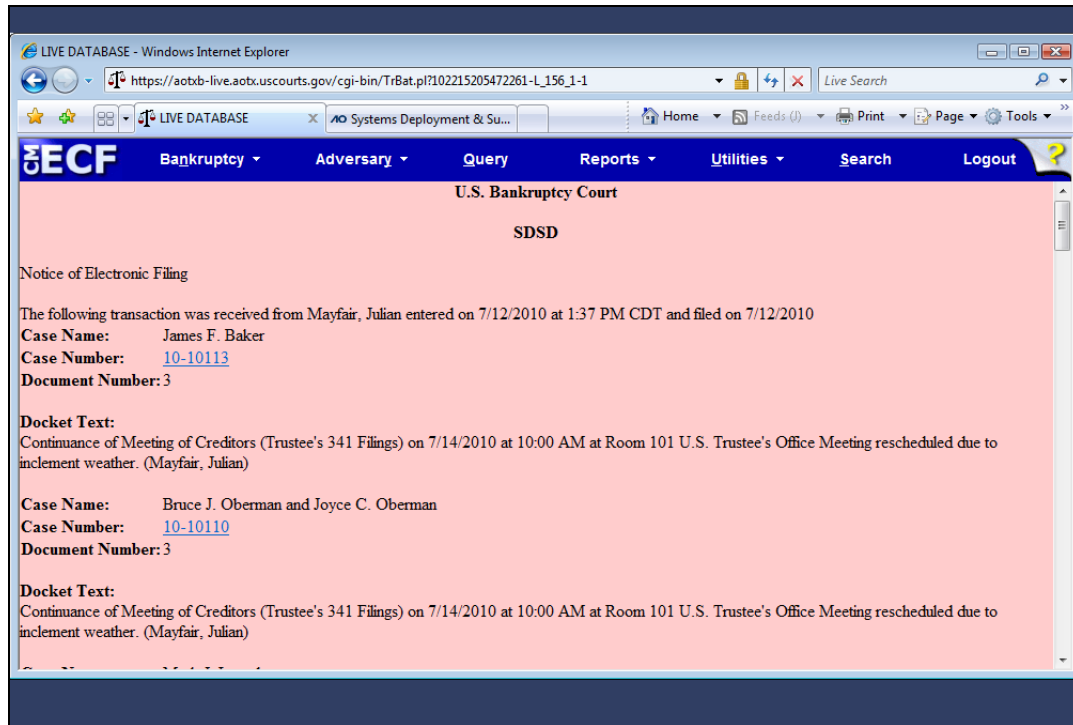 LIVE DATABASE - Windows Internet Explorer
https://aotxb-live.aotx.uscourts.gov/cgi-bin/TrBat.pl?102215205472261-L_156_1-1
Live Search
LIVE DATABASE
Systems Deployment & Su...
Home Feeds (J) Print Page Tools
CM ECF Bankruptcy Adversary Query Reports Utilities Search Logout ?
U.S. Bankruptcy Court
SDSD
Notice of Electronic Filing
The following transaction was received from Mayfair, Julian entered on 7/12/2010 at 1:37 PM CDT and filed on 7/12/2010
Case Name: James F. Baker
Case Number: 10-10113
Document Number: 3
Docket Text:
Continuance of Meeting of Creditors (Trustee's 341 Filings) on 7/14/2010 at 10:00 AM at Room 101 U.S. Trustee's Office Meeting rescheduled due to
inclement weather. (Mayfair, Julian)
Case Name: Bruce J. Oberman and Joyce C. Oberman
Case Number: 10-10110
Document Number: 3
Docket Text:
Continuance of Meeting of Creditors (Trustee's 341 Filings) on 7/14/2010 at 10:00 AM at Room 101 U.S. Trustee's Office Meeting rescheduled due to
inclement weather. (Mayfair, Julian)